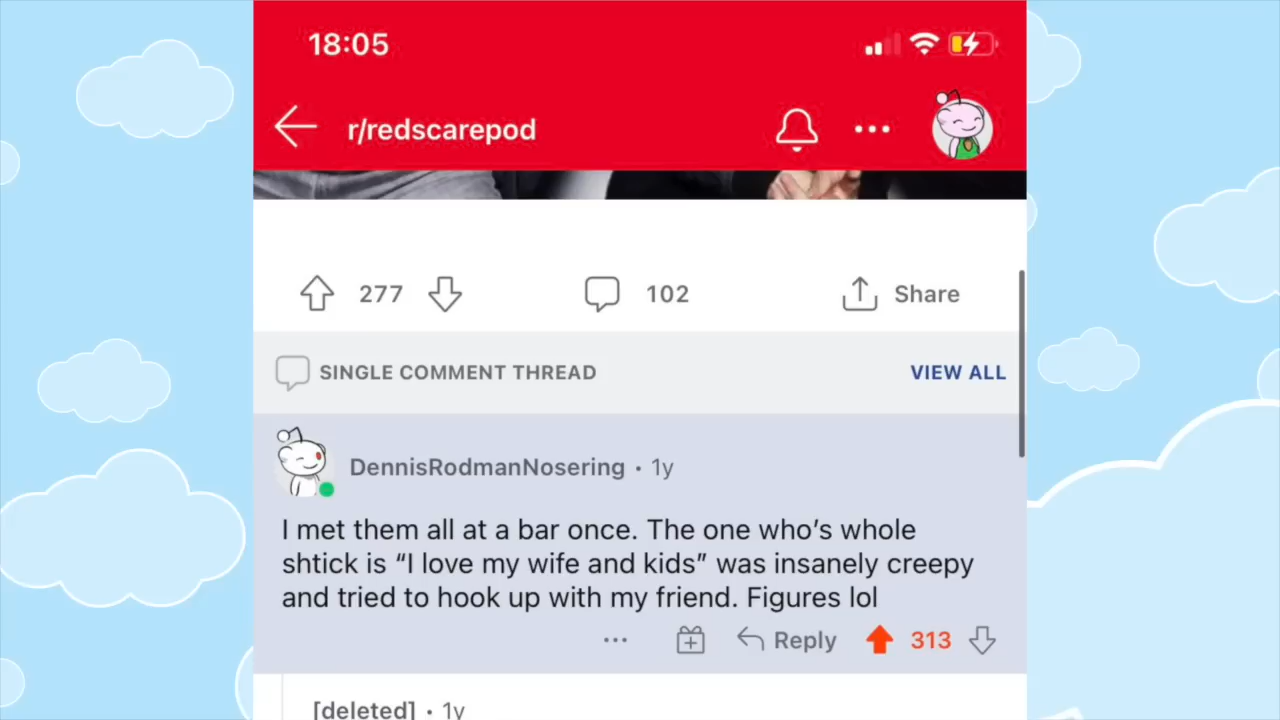 18:05
r/redscarepod
277
102
Share
SINGLE COMMENT THREAD
VIEW ALL
DennisRodmanNosering • 1y
I met them all at a bar once. The one who's whole
shtick is “I love my wife and kids” was insanely creepy
and tried to hook up with my friend. Figures lol
Reply
313
[deleted] • 1y